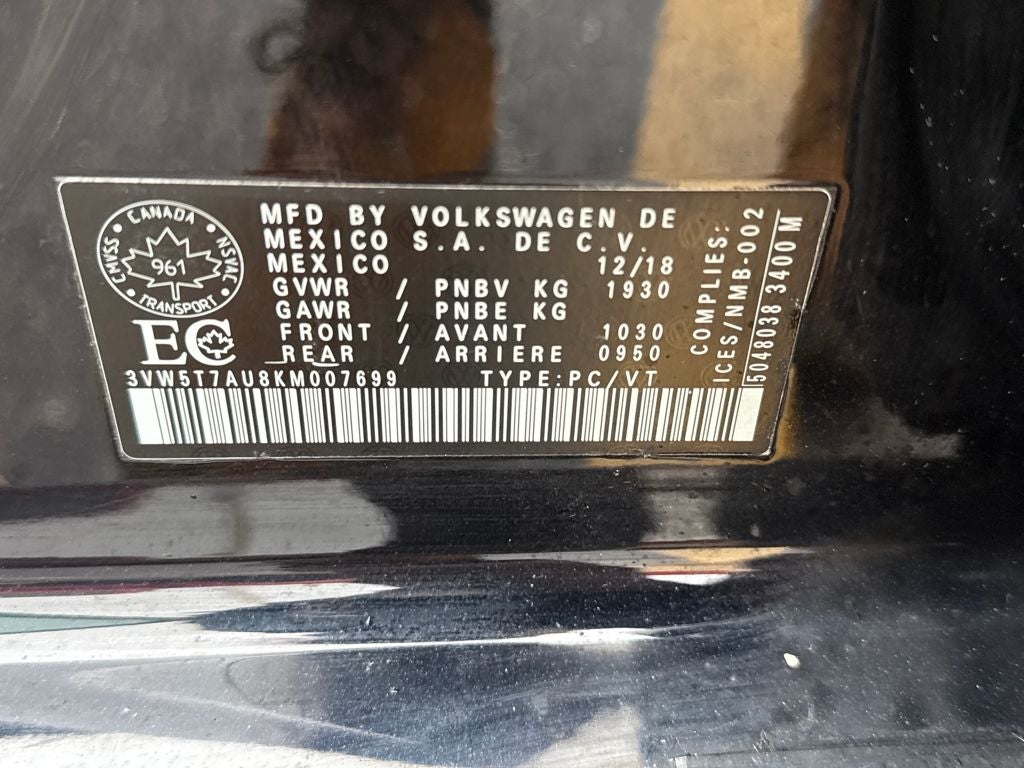 CANADA
CMVSS NSVAC
961
TRANSPORT
EC
MFD BY VOLKSWAGEN DE
MEXICO S.A. DE C.V.
MEXICO 12/18
GVWR / PNBV KG 1930
GAWR / PNBE KG
FRONT / AVANT 1030
REAR / ARRIERE 0950
3VW5T7AU8KM007699 TYPE:PC/VT
COMPLIES:
ICES/NMB-002
5048038 3400 M